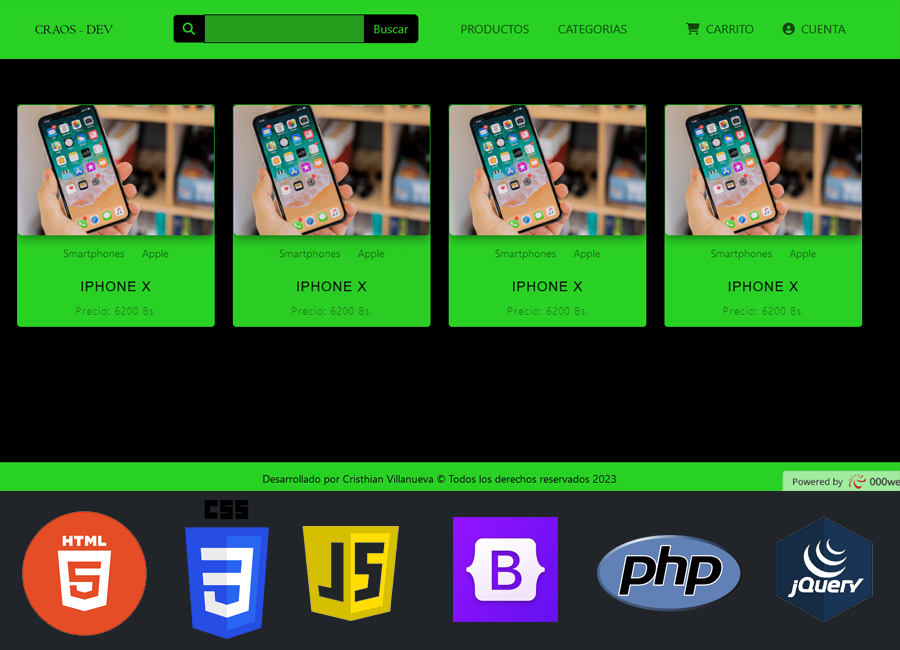 CRAOS - DEV
Buscar
PRODUCTOS
CATEGORIAS
CARRITO
CUENTA
Smartphones Apple
IPHONE X
Precio: 6200 Bs.
Smartphones Apple
IPHONE X
Precio: 6200 Bs.
Smartphones Apple
IPHONE X
Precio: 6200 Bs.
Smartphones Apple
IPHONE X
Precio: 6200 Bs.
Desarrollado por Cristhian Villanueva © Todos los derechos reservados 2023
Powered by 000we
HTML
5
CSS
3
JS
B
php
jQuery